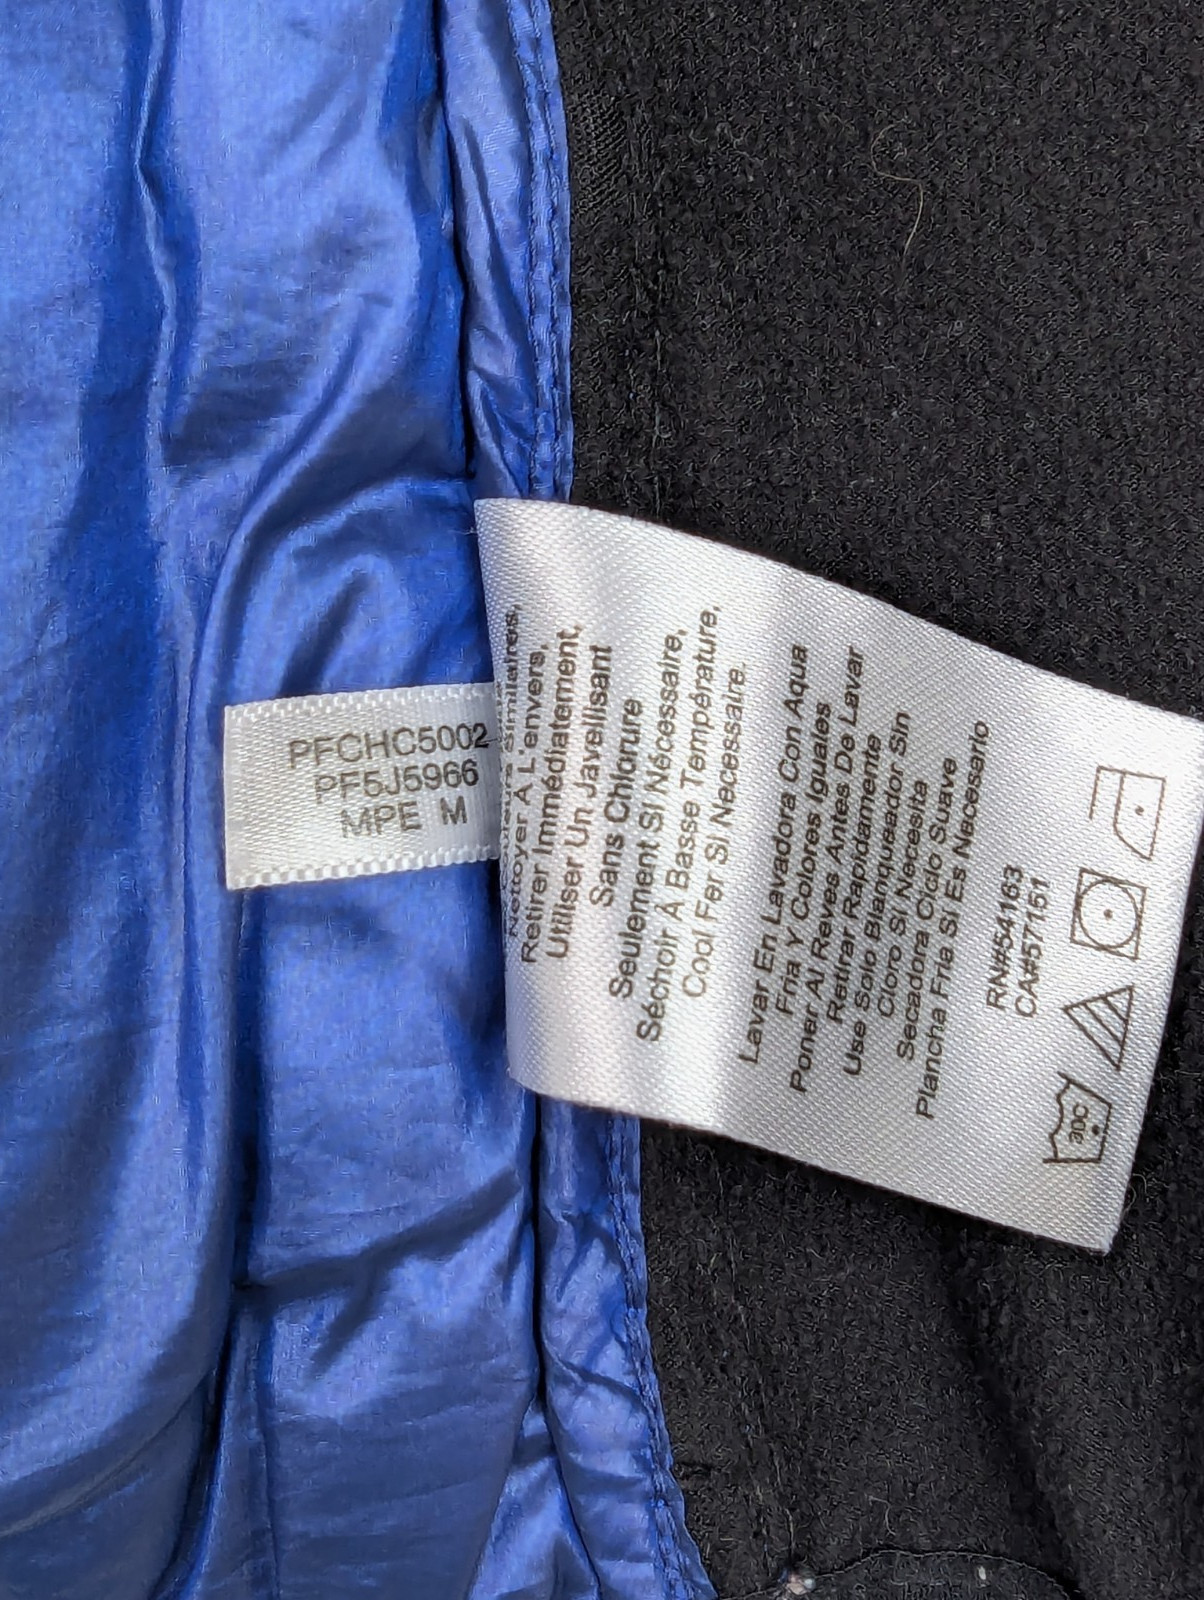 PFCHC5002
PF5J5966
MPE M
Couleurs Similaires,
Nettoyer À L'envers,
Retirer Immédiatement,
Utiliser Un Javellisant
Sans Chlorure
Seulement SI Nécessaire,
Séchoir À Basse Température,
Cool Fer SI Necessaire.
Lavar En Lavadora Con Aqua
Fria Y Colores Iguales
Poner Al Reves Antes De Lavar
Retirar Rapidamente
Use Solo Blanqueador Sin
Cloro SI Necesita
Secadora Ciclo Suave
Plancha Fria SI Es Necesario
RN#54163
CA#57151
30C